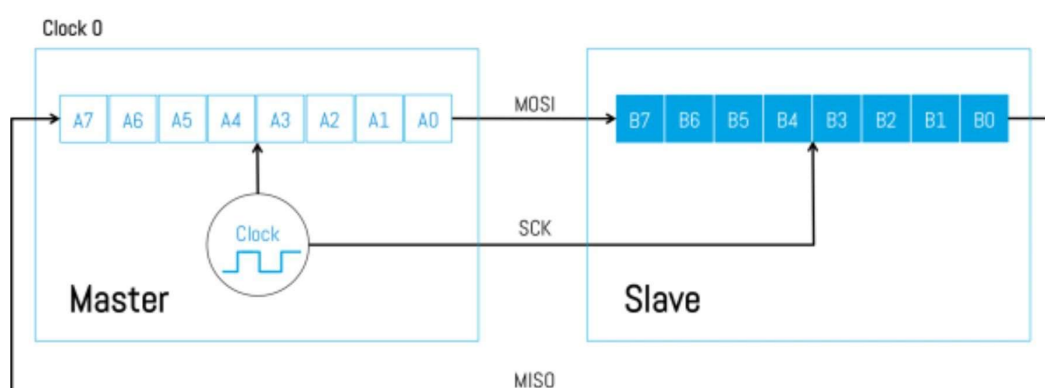 Clock 0
A7 A6 A5 A4 A3 A2 A1 A0
MOSI
B7 B6 B5 B4 B3 B2 B1 B0
Clock
SCK
Master
Slave
MISO